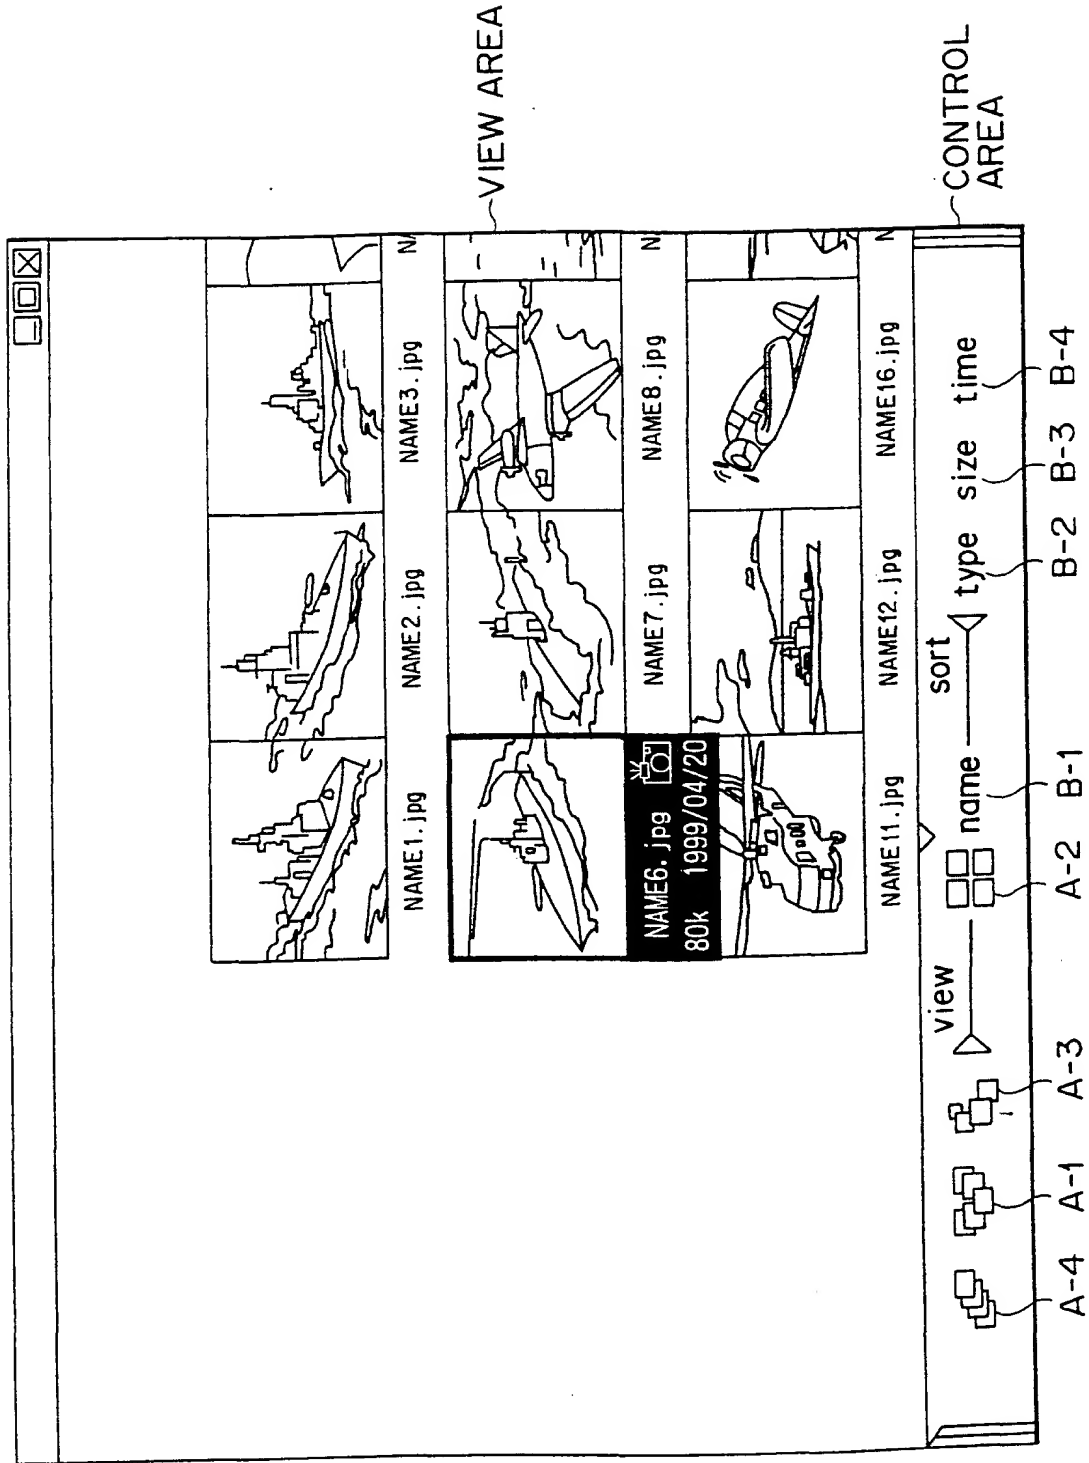 NAME1.jpg NAME2.jpg NAME3.jpg NA
VIEW AREA
NAME6.jpg NAME7.jpg NAME8.jpg N
80k 1999/04/20
NAME11.jpg NAME12.jpg NAME16.jpg N
view sort
name type size time
CONTROL
AREA
A-4 A-1 A-3 A-2 B-1 B-2 B-3 B-4